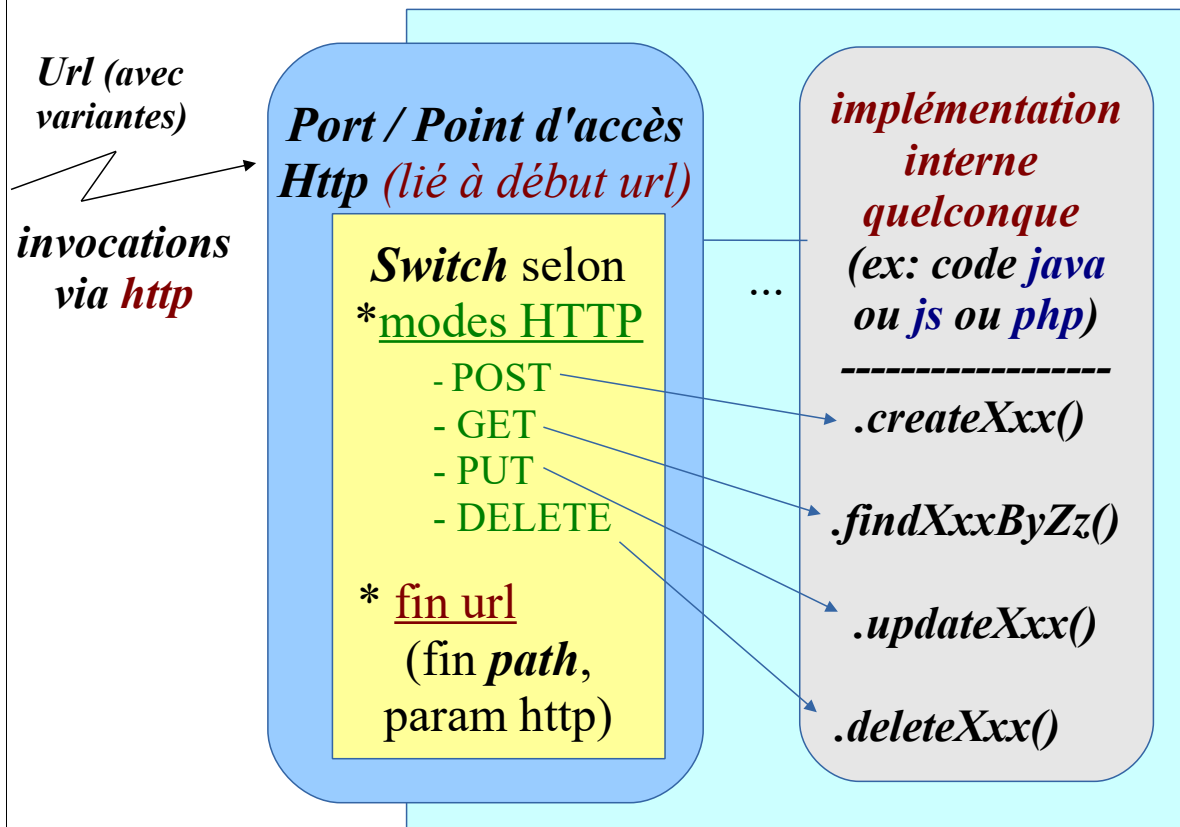 Url (avec
variantes)
invocations
via http
Port / Point d'accès
Http (lié à début url)
Switch selon
*modes HTTP
- POST
- GET
- PUT
- DELETE
* fin url
(fin path,
param http)
...
implémentation
interne
quelconque
(ex: code java
ou js ou php)
------------------
.createXxx()
.findXxxByZz()
.updateXxx()
.deleteXxx()